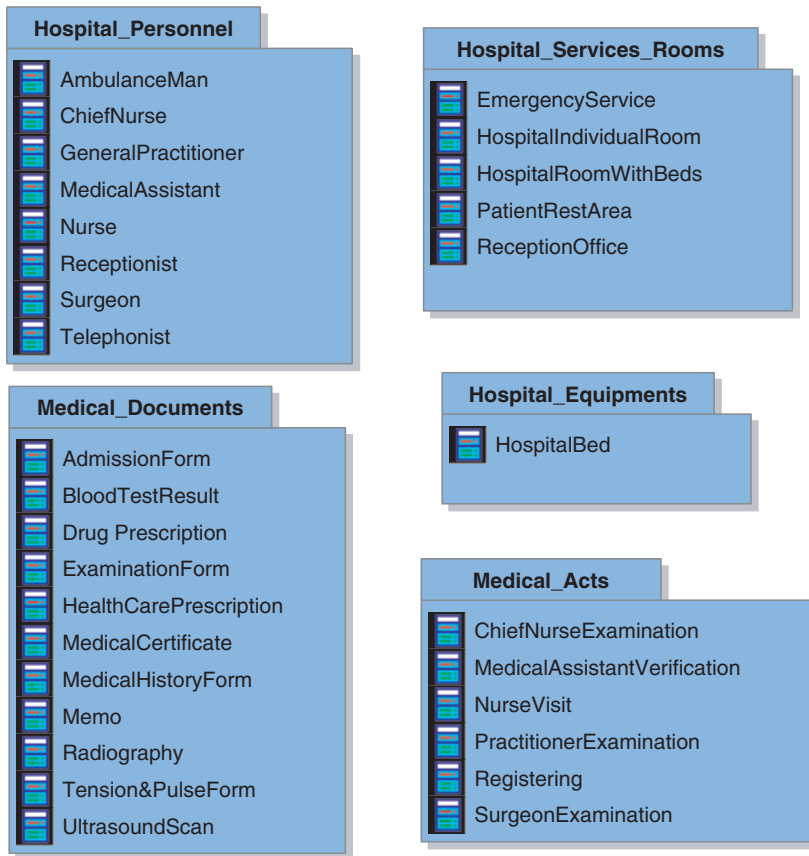 Hospital_Personnel
AmbulanceMan
ChiefNurse
GeneralPractitioner
MedicalAssistant
Nurse
Receptionist
Surgeon
Telephonist
Hospital_Services_Rooms
EmergencyService
HospitalIndividualRoom
HospitalRoomWithBeds
PatientRestArea
ReceptionOffice
Medical_Documents
AdmissionForm
BloodTestResult
Drug Prescription
ExaminationForm
HealthCarePrescription
MedicalCertificate
MedicalHistoryForm
Memo
Radiography
Tension&PulseForm
UltrasoundScan
Hospital_Equipments
HospitalBed
Medical_Acts
ChiefNurseExamination
MedicalAssistantVerification
NurseVisit
PractitionerExamination
Registering
SurgeonExamination